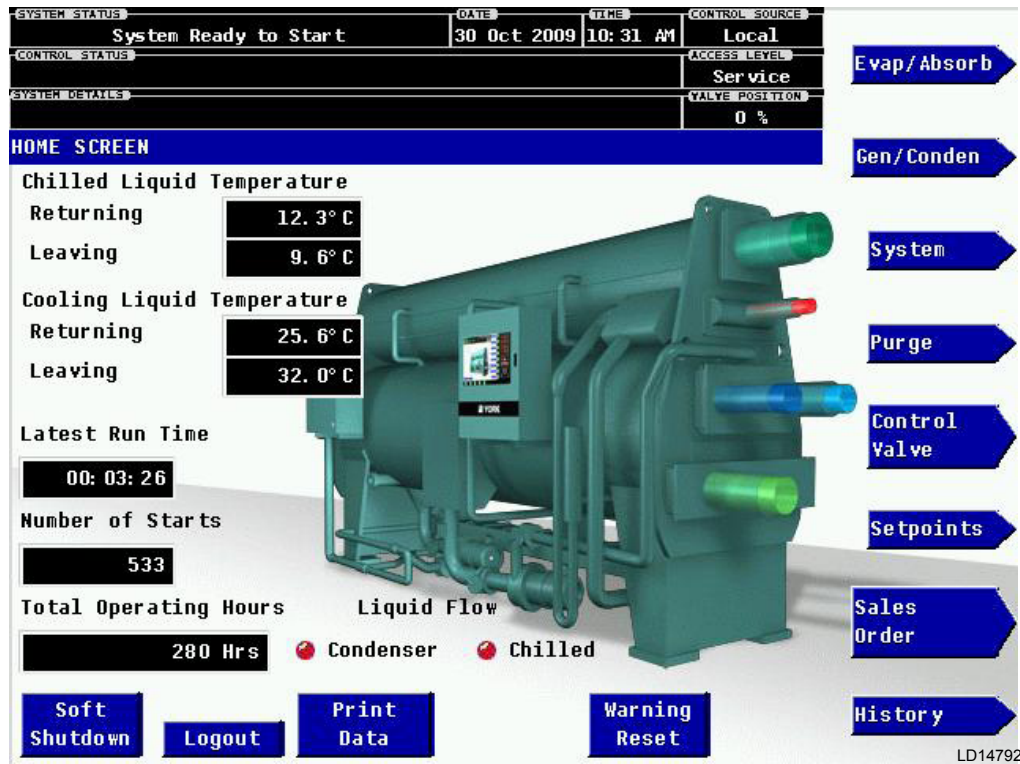 SYSTEM STATUS
System Ready to Start
DATE
30 Oct 2009
TIME
10:31 AM
CONTROL SOURCE
Local
CONTROL STATUS
ACCESS LEVEL
Service
SYSTEM DETAILS
VALVE POSITION
0 %
HOME SCREEN
Chilled Liquid Temperature
Returning
12.3°C
Leaving
9.6°C
Cooling Liquid Temperature
Returning
25.6°C
Leaving
32.0°C
Latest Run Time
00:03:26
Number of Starts
533
Total Operating Hours
280 Hrs
Liquid Flow
Condenser
Chilled
YORK
Evap/Absorb
Gen/Conden
System
Purge
Control
Valve
Setpoints
Sales
Order
History
Soft
Shutdown
Logout
Print
Data
Warning
Reset
LD14792